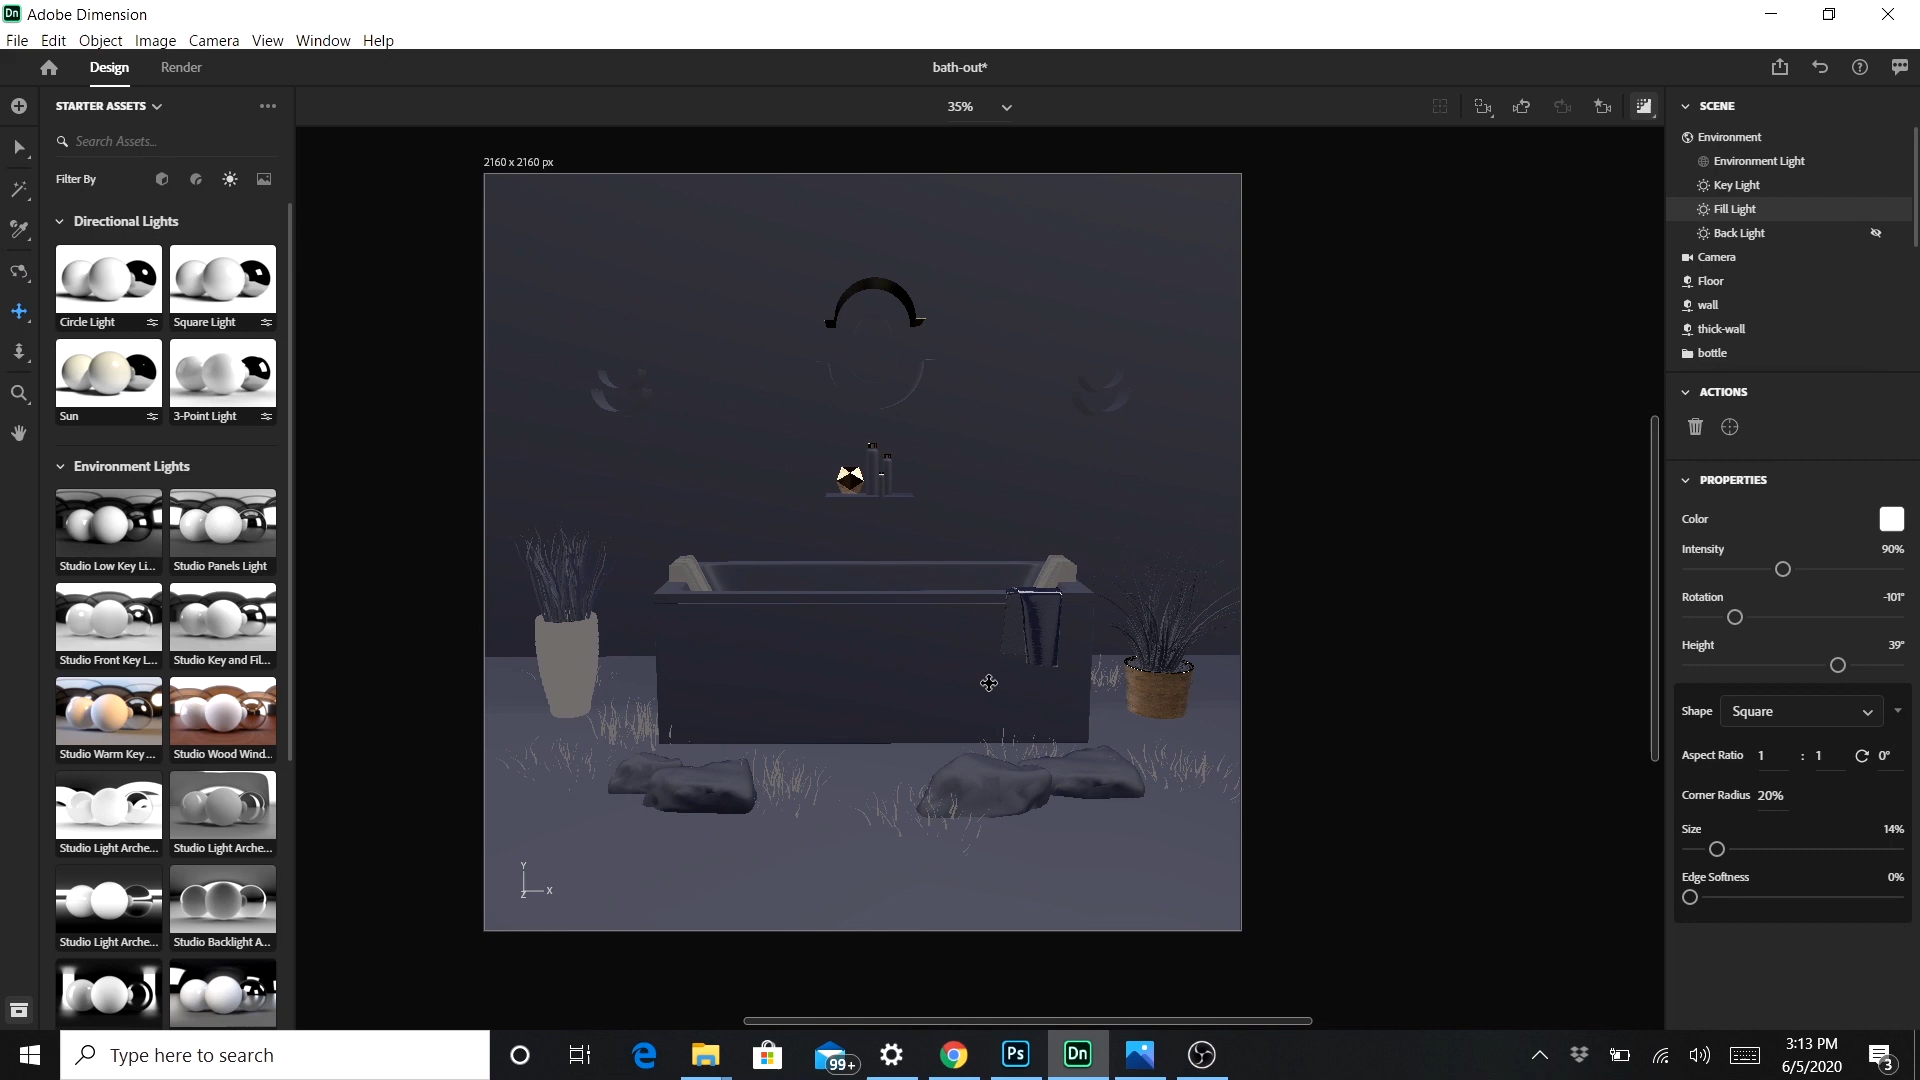 Dn Adobe Dimension
File Edit Object Image Camera View Window Help
Design Render bath-out*
STARTER ASSETS
35%
SCENE
Search Assets...
Filter By
Directional Lights
Circle Light
Square Light
Sun
3-Point Light
Environment Lights
Studio Low Key Li...
Studio Panels Light
Studio Front Key L...
Studio Key and Fil...
Studio Warm Key ...
Studio Wood Wind...
Studio Light Arche...
Studio Light Arche...
Studio Light Arche...
Studio Backlight A...
2160 x 2160 px
Y
Z X
Environment
Environment Light
Key Light
Fill Light
Back Light
Camera
Floor
wall
thick-wall
bottle
ACTIONS
PROPERTIES
Color
Intensity 90%
Rotation -101°
Height 39°
Shape Square
Aspect Ratio 1 : 1 0°
Corner Radius 20%
Size 14%
Edge Softness 0%
Type here to search
99+
Ps
Dn
3:13 PM
6/5/2020
3